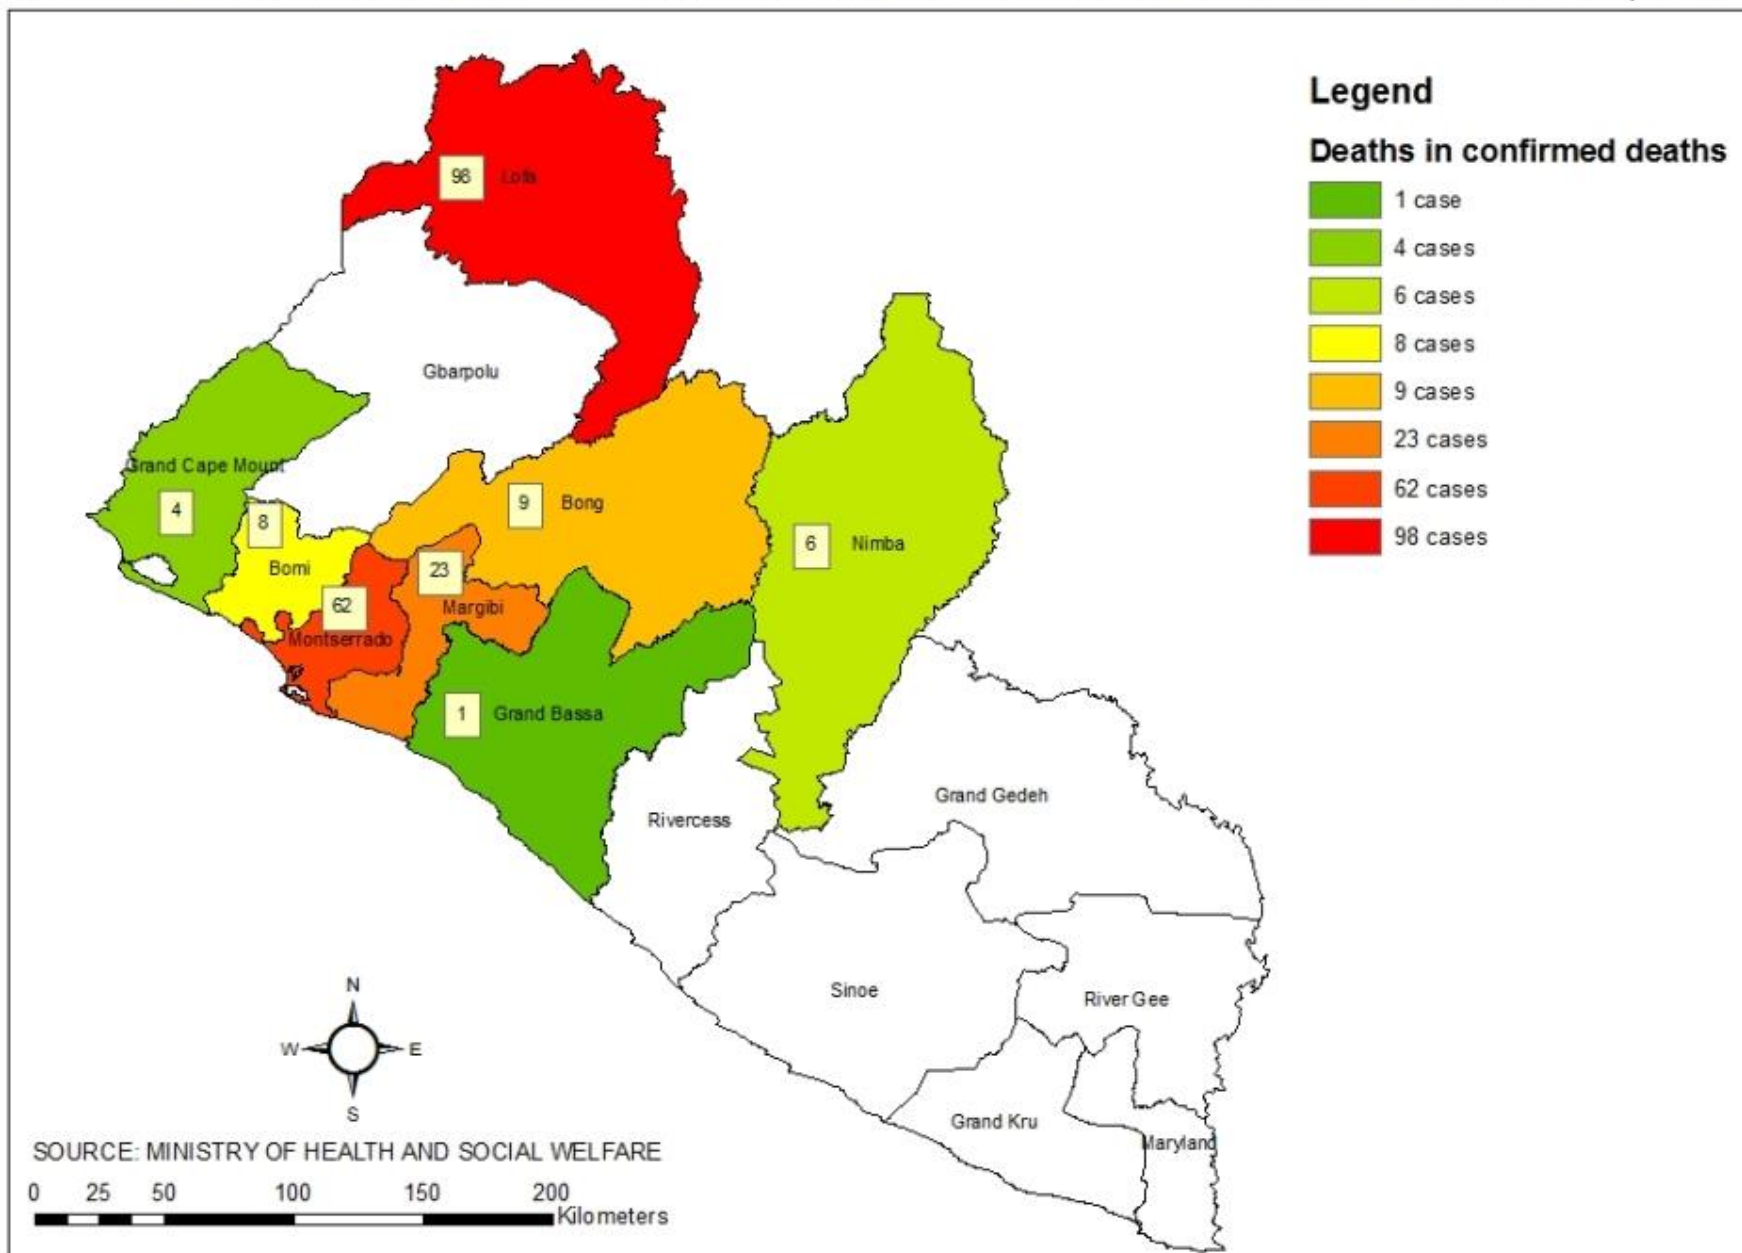 Legend
Deaths in confirmed deaths
1 case
4 cases
6 cases
8 cases
9 cases
23 cases
62 cases
98 cases
98 Lofa
Gbarpolu
Grand Cape Mount
4
8
Bomi
9 Bong
6 Nimba
23
62
Margibi
Montserrado
1 Grand Bassa
Rivercess
Grand Gedeh
Sinoe
River Gee
Grand Kru
Maryland
N
W E
S
SOURCE: MINISTRY OF HEALTH AND SOCIAL WELFARE
0 25 50 100 150 200
Kilometers